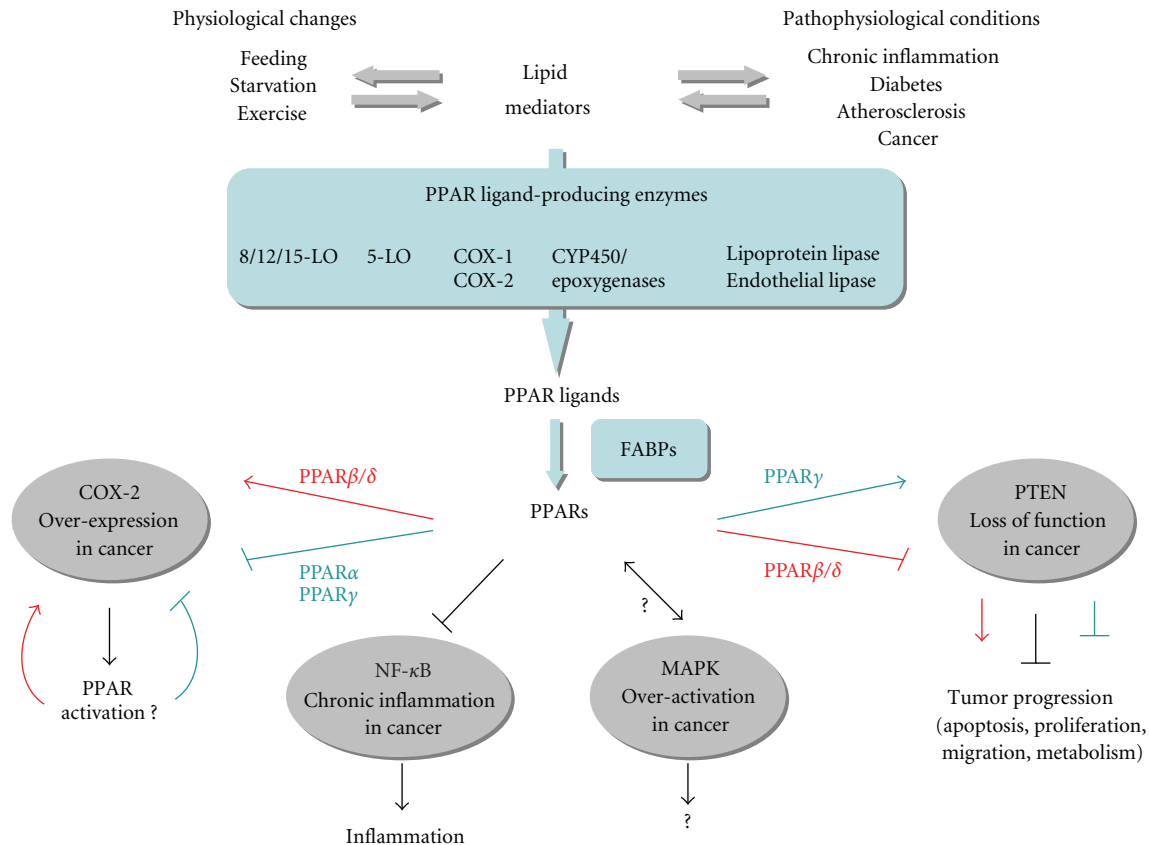 Physiological changes
Pathophysiological conditions
Feeding
Starvation
Exercise
Lipid
mediators
Chronic inflammation
Diabetes
Atherosclerosis
Cancer
PPAR ligand-producing enzymes
8/12/15-LO
5-LO
COX-1
COX-2
CYP450/
epoxygenases
Lipoprotein lipase
Endothelial lipase
PPAR ligands
FABPs
PPARs
PPARβ/δ
PPARα
PPARγ
PPARγ
PPARβ/δ
COX-2
Over-expression
in cancer
PTEN
Loss of function
in cancer
PPAR
activation ?
?
NF-κB
Chronic inflammation
in cancer
MAPK
Over-activation
in cancer
Tumor progression
(apoptosis, proliferation,
migration, metabolism)
Inflammation
?